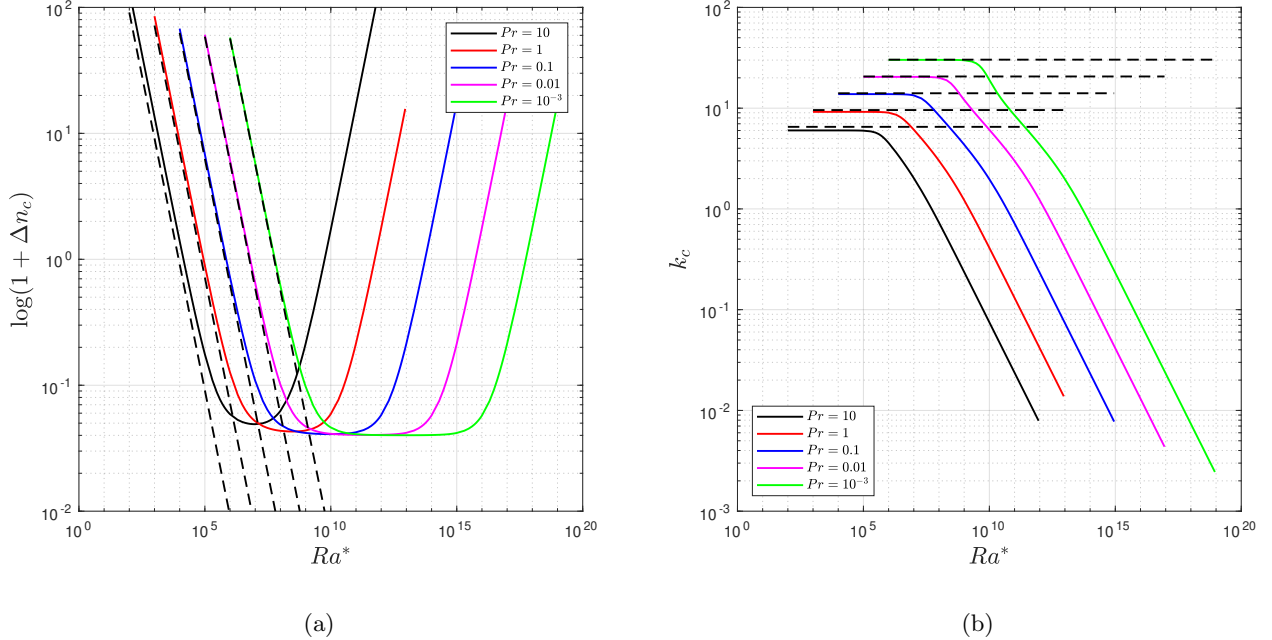 10^2
10^1
10^0
10^-1
10^-2
log(1 + Δn_c)
10^0
10^5
10^10
10^15
10^20
Ra*
Pr = 10
Pr = 1
Pr = 0.1
Pr = 0.01
Pr = 10^-3
(a)
10^2
10^1
10^0
10^-1
10^-2
10^-3
k_c
10^0
10^5
10^10
10^15
10^20
Ra*
Pr = 10
Pr = 1
Pr = 0.1
Pr = 0.01
Pr = 10^-3
(b)